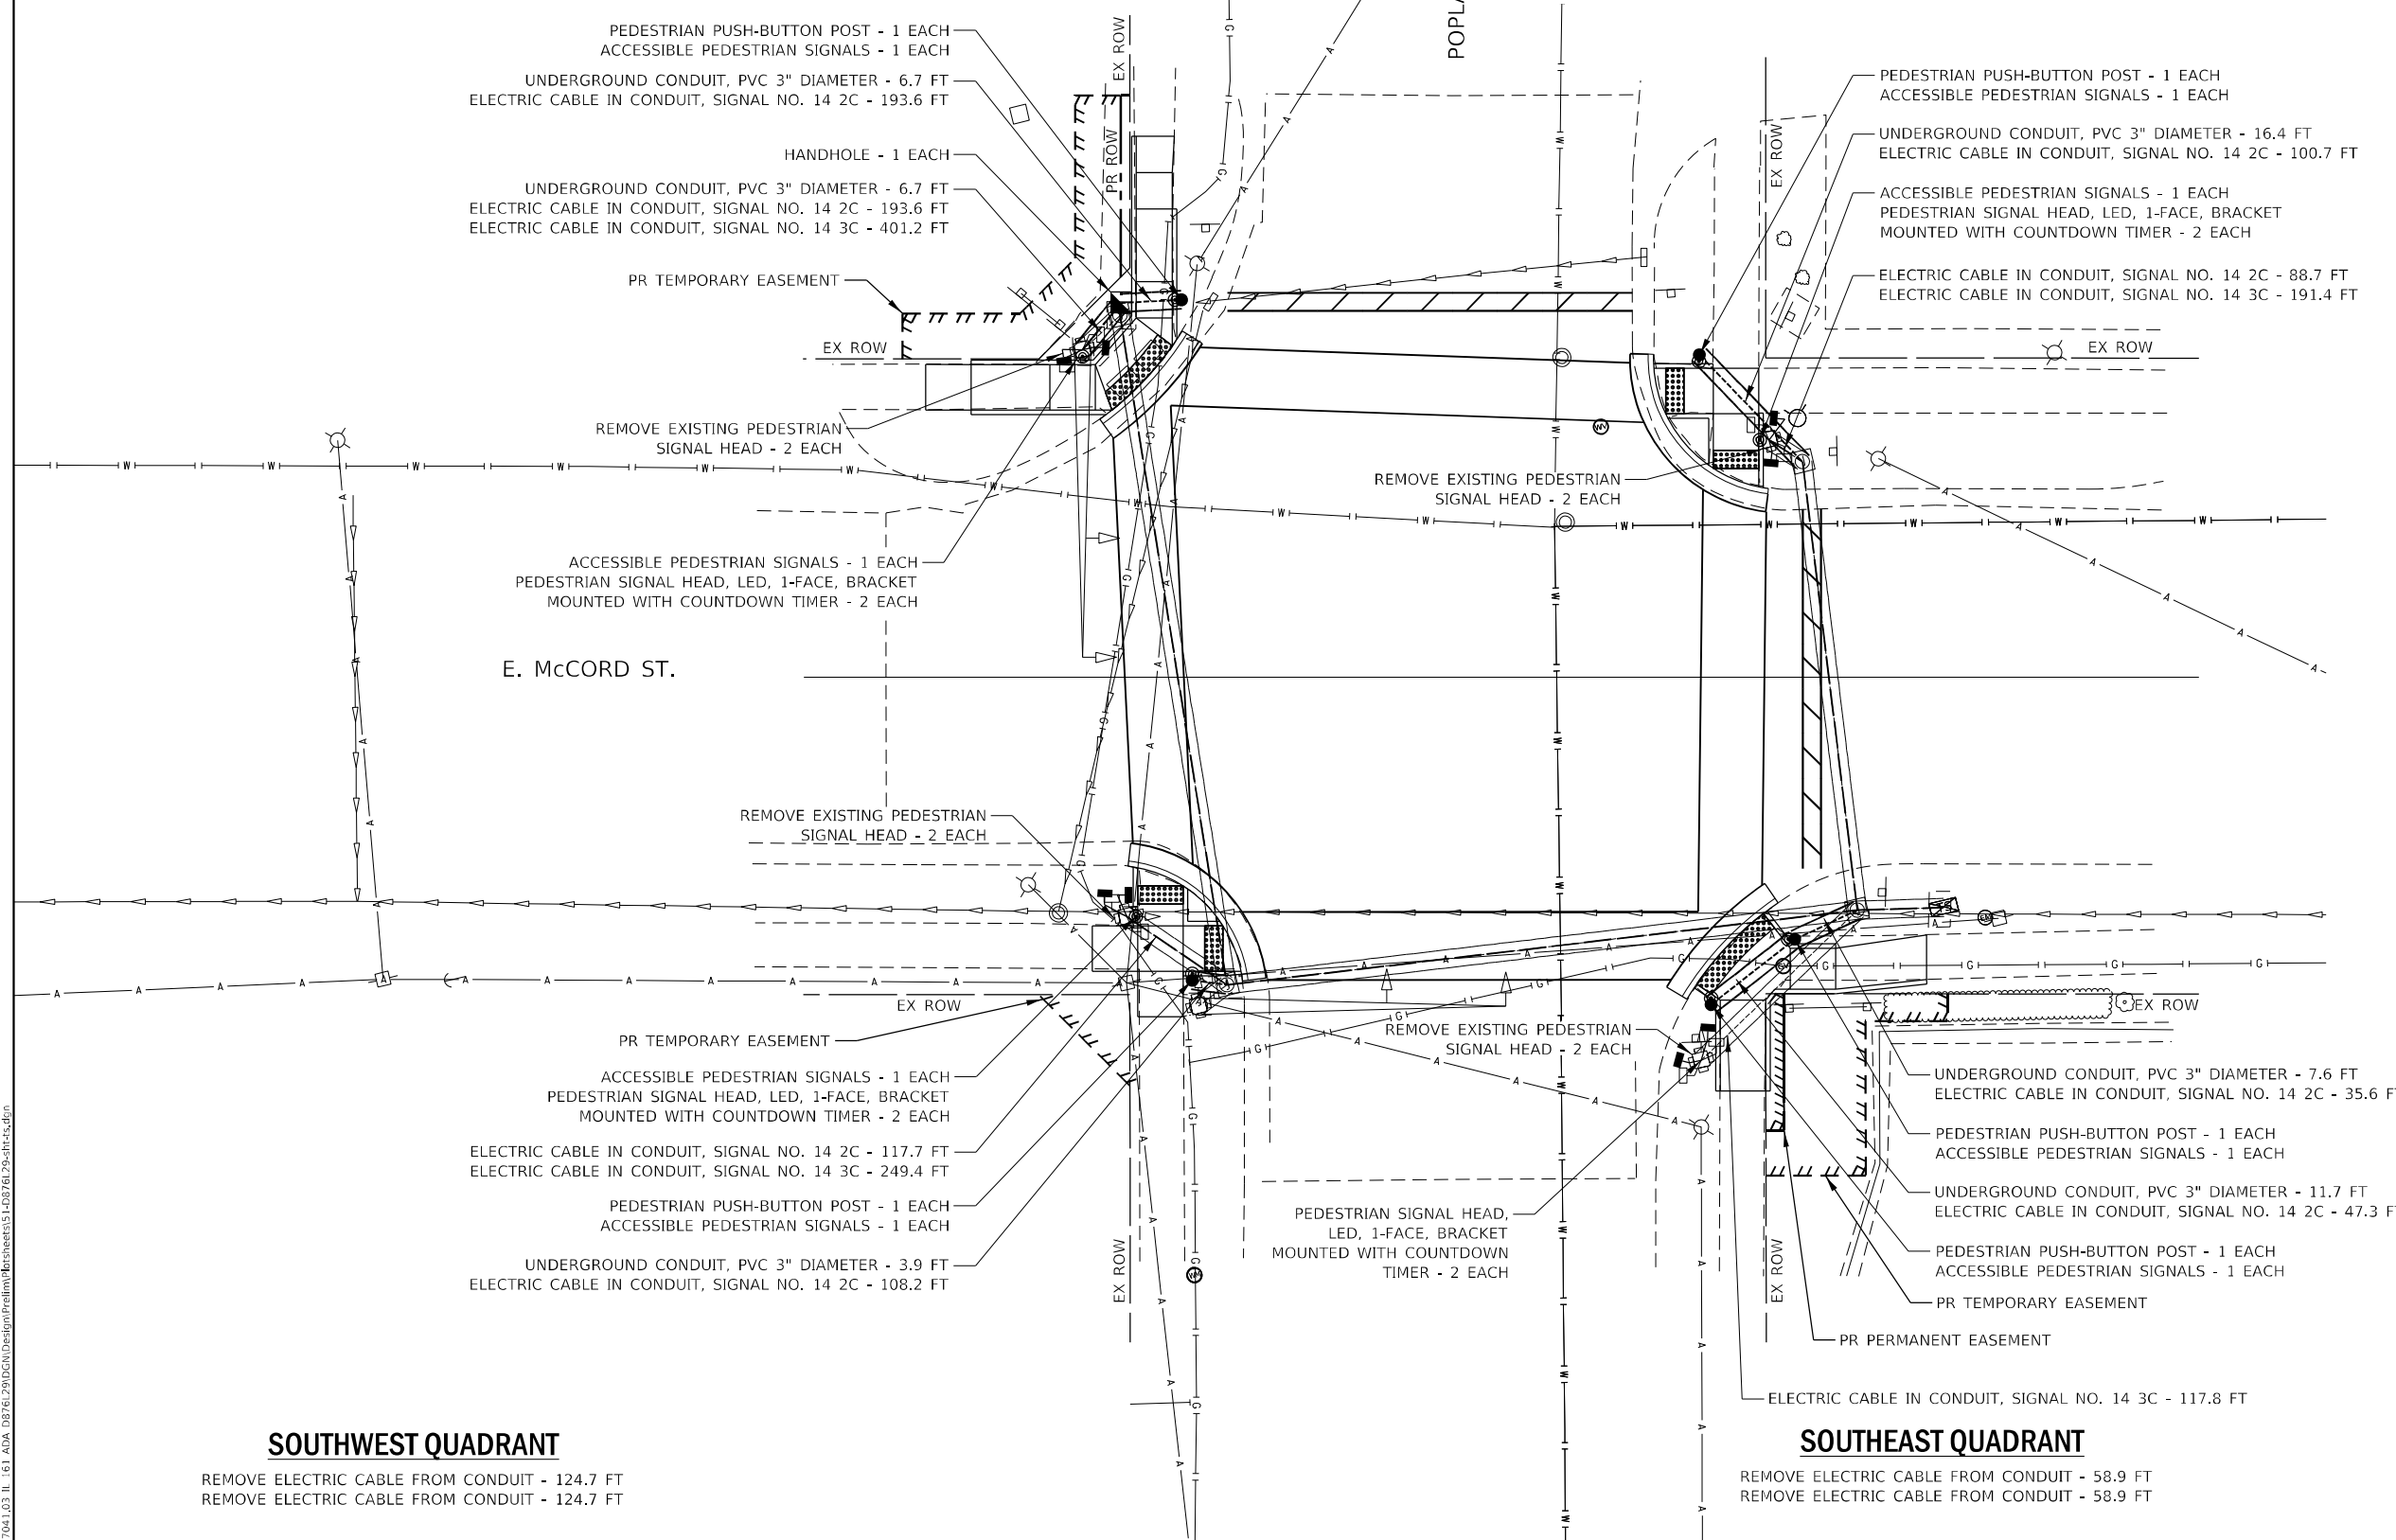 PEDESTRIAN PUSH-BUTTON POST - 1 EACH
ACCESSIBLE PEDESTRIAN SIGNALS - 1 EACH
UNDERGROUND CONDUIT, PVC 3" DIAMETER - 6.7 FT
ELECTRIC CABLE IN CONDUIT, SIGNAL NO. 14 2C - 193.6 FT
HANDHOLE - 1 EACH
UNDERGROUND CONDUIT, PVC 3" DIAMETER - 6.7 FT
ELECTRIC CABLE IN CONDUIT, SIGNAL NO. 14 2C - 193.6 FT
ELECTRIC CABLE IN CONDUIT, SIGNAL NO. 14 3C - 401.2 FT
PR TEMPORARY EASEMENT
EX ROW
REMOVE EXISTING PEDESTRIAN
SIGNAL HEAD - 2 EACH
ACCESSIBLE PEDESTRIAN SIGNALS - 1 EACH
PEDESTRIAN SIGNAL HEAD, LED, 1-FACE, BRACKET
MOUNTED WITH COUNTDOWN TIMER - 2 EACH
EX ROW
PR ROW
PEDESTRIAN PUSH-BUTTON POST - 1 EACH
ACCESSIBLE PEDESTRIAN SIGNALS - 1 EACH
UNDERGROUND CONDUIT, PVC 3" DIAMETER - 16.4 FT
ELECTRIC CABLE IN CONDUIT, SIGNAL NO. 14 2C - 100.7 FT
ACCESSIBLE PEDESTRIAN SIGNALS - 1 EACH
PEDESTRIAN SIGNAL HEAD, LED, 1-FACE, BRACKET
MOUNTED WITH COUNTDOWN TIMER - 2 EACH
ELECTRIC CABLE IN CONDUIT, SIGNAL NO. 14 2C - 88.7 FT
ELECTRIC CABLE IN CONDUIT, SIGNAL NO. 14 3C - 191.4 FT
EX ROW
EX ROW
REMOVE EXISTING PEDESTRIAN
SIGNAL HEAD - 2 EACH
E. McCORD ST.
REMOVE EXISTING PEDESTRIAN
SIGNAL HEAD - 2 EACH
EX ROW
PR TEMPORARY EASEMENT
ACCESSIBLE PEDESTRIAN SIGNALS - 1 EACH
PEDESTRIAN SIGNAL HEAD, LED, 1-FACE, BRACKET
MOUNTED WITH COUNTDOWN TIMER - 2 EACH
ELECTRIC CABLE IN CONDUIT, SIGNAL NO. 14 2C - 117.7 FT
ELECTRIC CABLE IN CONDUIT, SIGNAL NO. 14 3C - 249.4 FT
PEDESTRIAN PUSH-BUTTON POST - 1 EACH
ACCESSIBLE PEDESTRIAN SIGNALS - 1 EACH
UNDERGROUND CONDUIT, PVC 3" DIAMETER - 3.9 FT
ELECTRIC CABLE IN CONDUIT, SIGNAL NO. 14 2C - 108.2 FT
EX ROW
REMOVE EXISTING PEDESTRIAN
SIGNAL HEAD - 2 EACH
PEDESTRIAN SIGNAL HEAD,
LED, 1-FACE, BRACKET
MOUNTED WITH COUNTDOWN
TIMER - 2 EACH
EX ROW
UNDERGROUND CONDUIT, PVC 3" DIAMETER - 7.6 FT
ELECTRIC CABLE IN CONDUIT, SIGNAL NO. 14 2C - 35.6
PEDESTRIAN PUSH-BUTTON POST - 1 EACH
ACCESSIBLE PEDESTRIAN SIGNALS - 1 EACH
UNDERGROUND CONDUIT, PVC 3" DIAMETER - 11.7 FT
ELECTRIC CABLE IN CONDUIT, SIGNAL NO. 14 2C - 47.3
PEDESTRIAN PUSH-BUTTON POST - 1 EACH
ACCESSIBLE PEDESTRIAN SIGNALS - 1 EACH
PR TEMPORARY EASEMENT
PR PERMANENT EASEMENT
EX ROW
ELECTRIC CABLE IN CONDUIT, SIGNAL NO. 14 3C - 117.8 FT
SOUTHWEST QUADRANT
REMOVE ELECTRIC CABLE FROM CONDUIT - 124.7 FT
REMOVE ELECTRIC CABLE FROM CONDUIT - 124.7 FT
SOUTHEAST QUADRANT
REMOVE ELECTRIC CABLE FROM CONDUIT - 58.9 FT
REMOVE ELECTRIC CABLE FROM CONDUIT - 58.9 FT